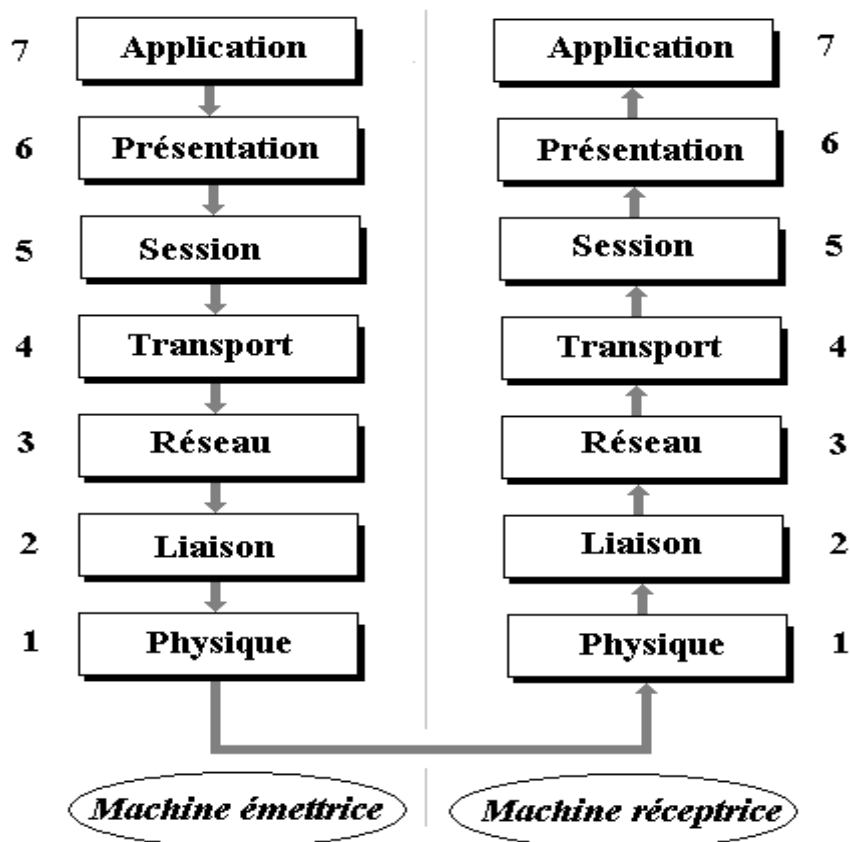 7 Application Application 7
6 Présentation Présentation 6
5 Session Session 5
4 Transport Transport 4
3 Réseau Réseau 3
2 Liaison Liaison 2
1 Physique Physique 1
Machine émettrice Machine réceptrice